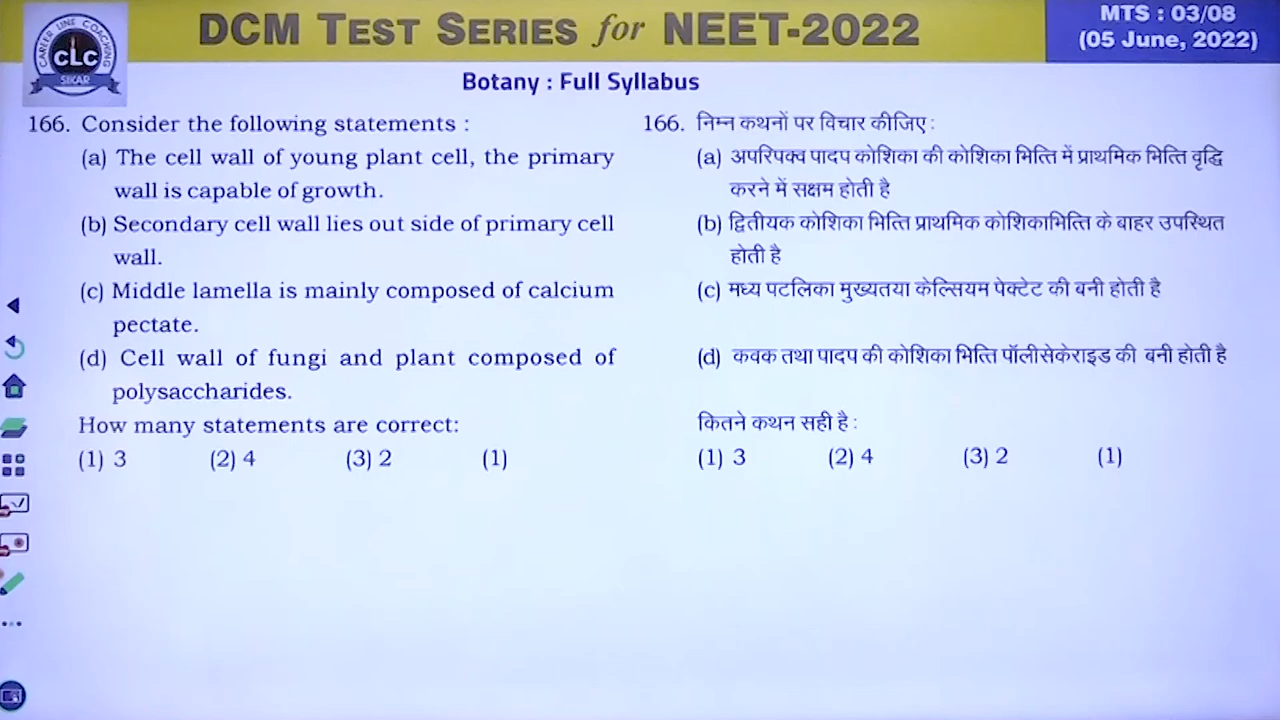 DCM TEST SERIES for NEET-2022
MTS : 03/08
(05 June, 2022)
CAREER LINE COACHING
CLC
SIKAR
Botany : Full Syllabus
166. Consider the following statements :
(a) The cell wall of young plant cell, the primary
wall is capable of growth.
(b) Secondary cell wall lies out side of primary cell
wall.
(c) Middle lamella is mainly composed of calcium
pectate.
(d) Cell wall of fungi and plant composed of
polysaccharides.
How many statements are correct:
(1) 3 (2) 4 (3) 2 (1)
166. निम्न कथनों पर विचार कीजिए :
(a) अपरिपक्व पादप कोशिका की कोशिका भित्ति में प्राथमिक भित्ति वृद्धि
करने में सक्षम होती है
(b) द्वितीयक कोशिका भित्ति प्राथमिक कोशिकाभित्ति के बाहर उपस्थित
होती है
(c) मध्य पटलिका मुख्यतया केल्सियम पेक्टेट की बनी होती है
(d) कवक तथा पादप की कोशिका भित्ति पॉलीसेकेराइड की बनी होती है
कितने कथन सही है :
(1) 3 (2) 4 (3) 2 (1)